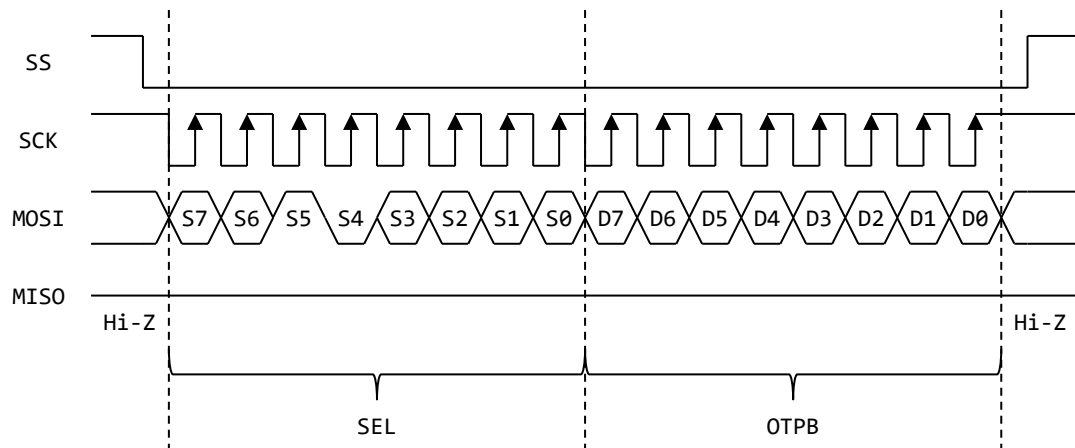 SS
SCK
MOSI S7 S6 S5 S4 S3 S2 S1 S0 D7 D6 D5 D4 D3 D2 D1 D0
MISO
Hi-Z Hi-Z
SEL OTPB